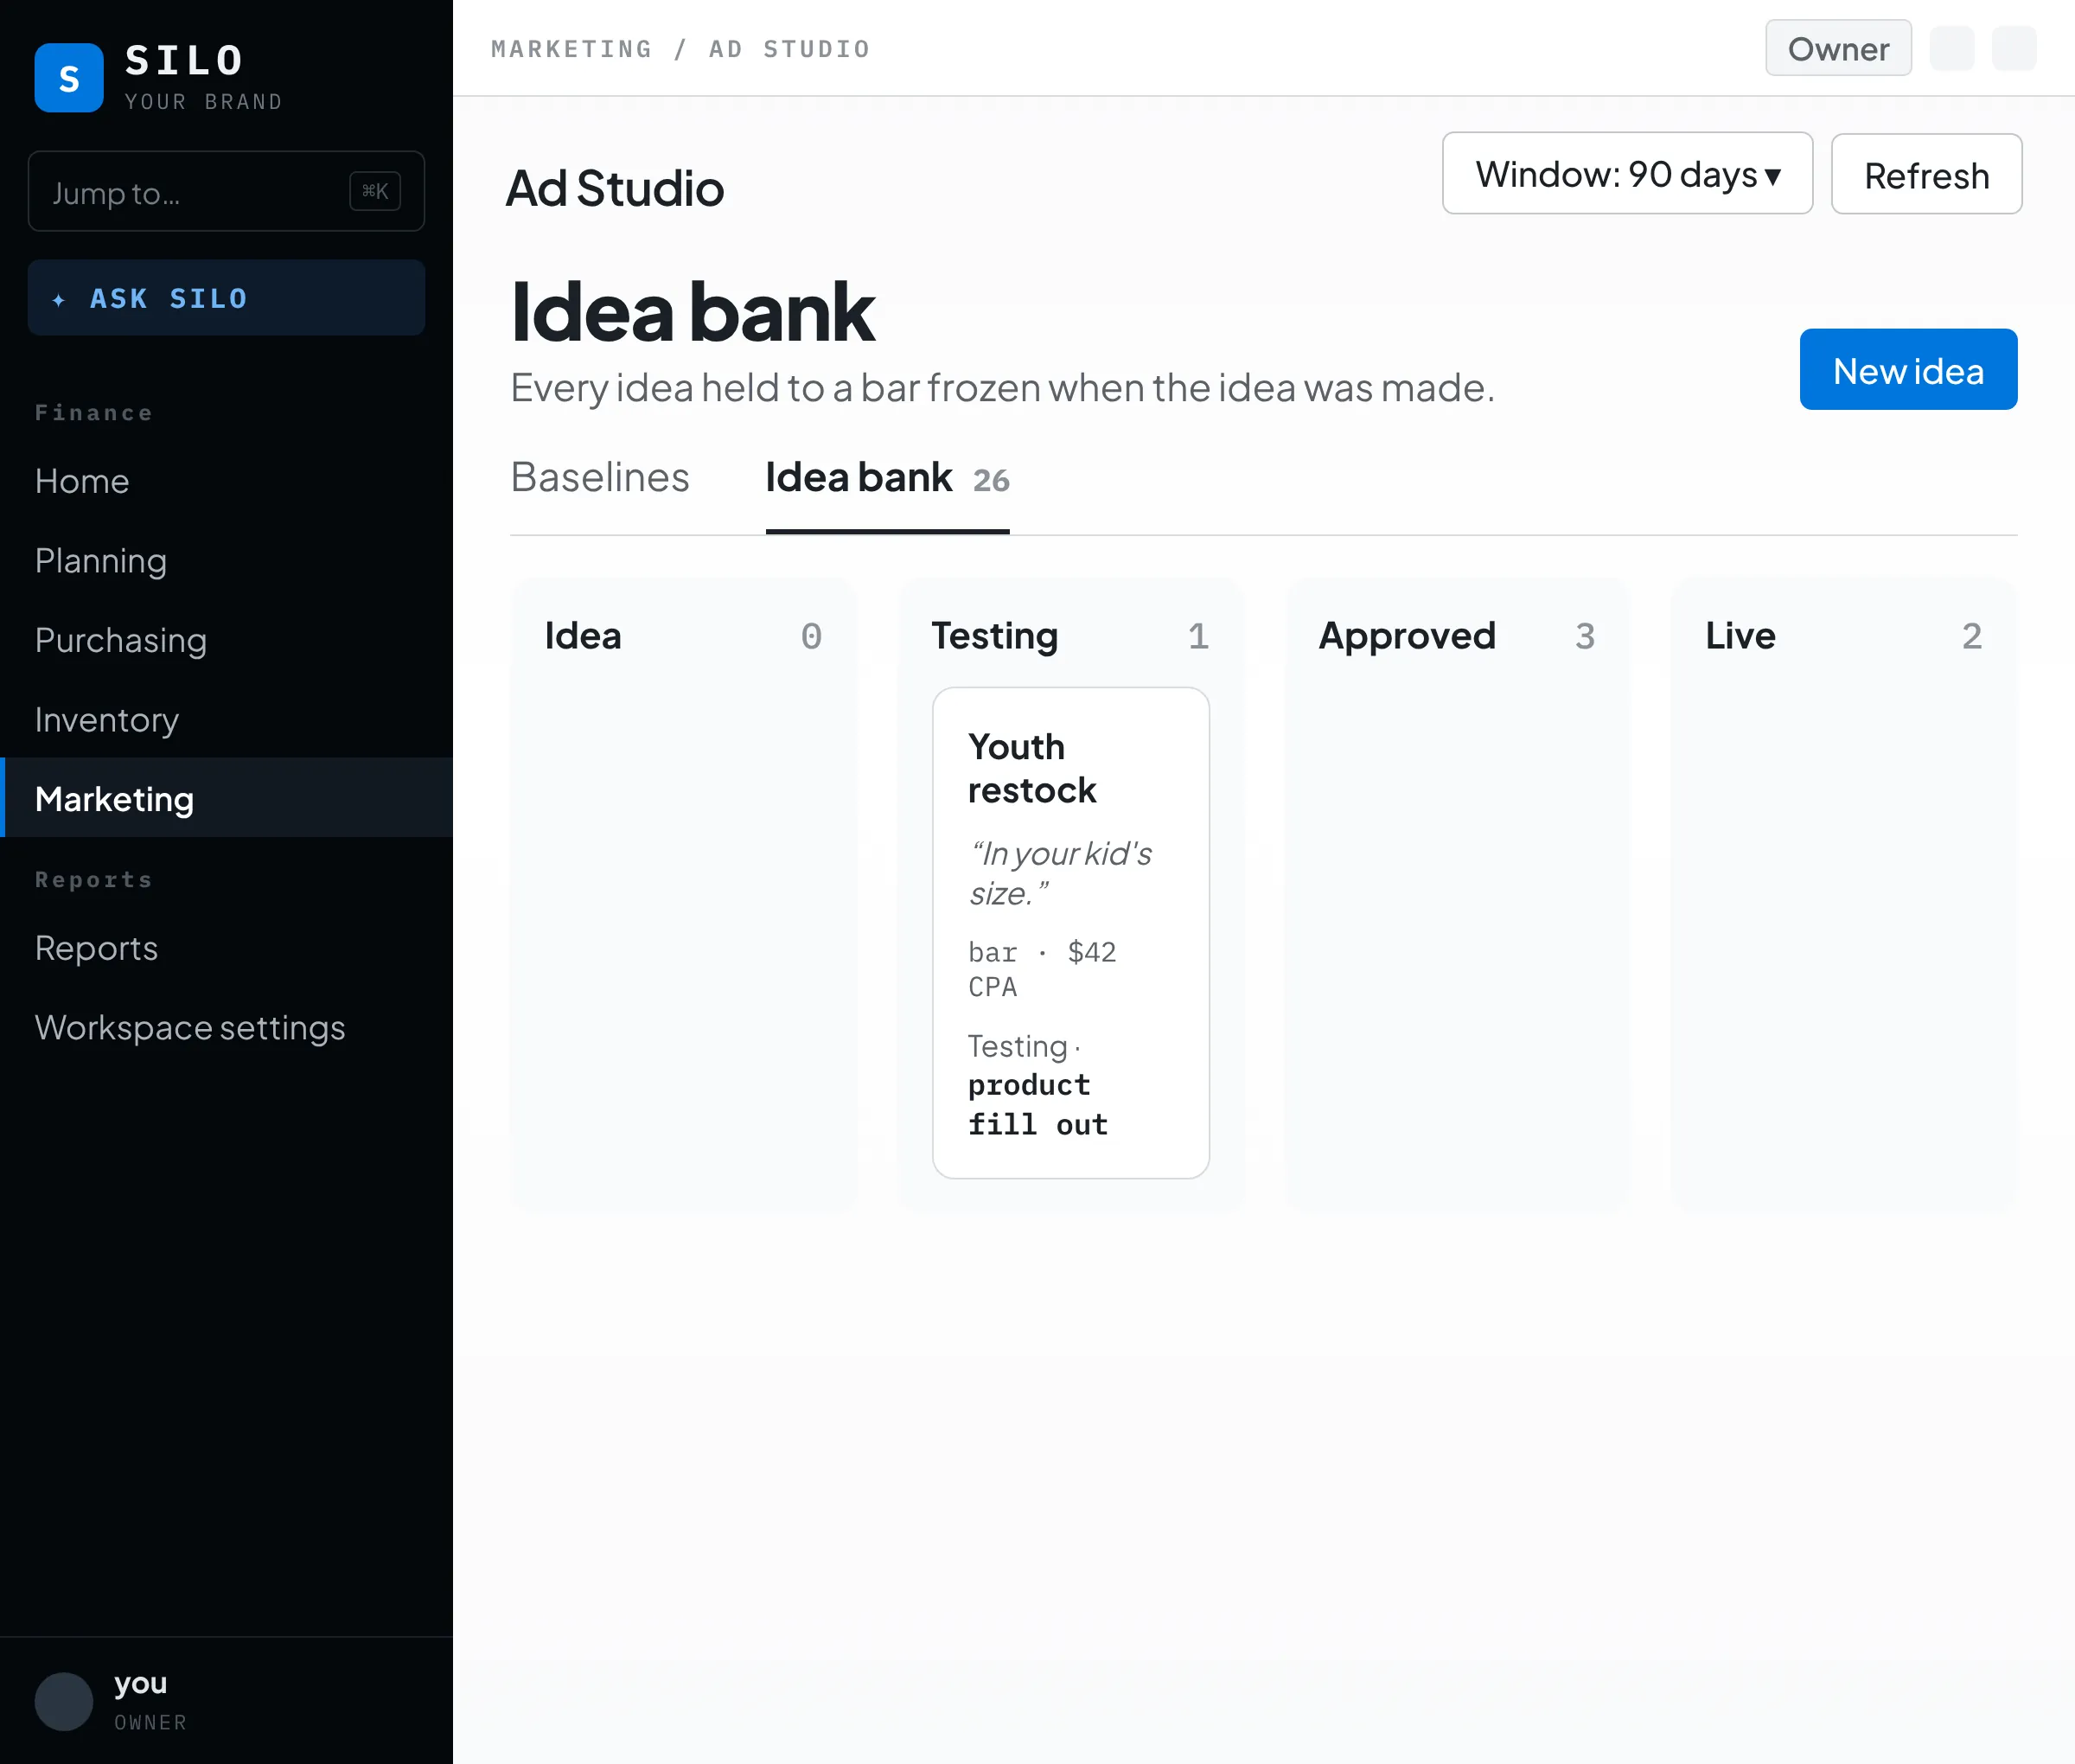 S
SILO
YOUR BRAND
Jump to…
⌘K
✦ ASK SILO
Finance
Home
Planning
Purchasing
Inventory
Marketing
Reports
Reports
Workspace settings
you
OWNER
MARKETING / AD STUDIO
Owner
Ad Studio
Window: 90 days ▾
Refresh
Idea bank
Every idea held to a bar frozen when the idea was made.
New idea
Baselines
Idea bank 26
Idea 0
Testing 1
Approved 3
Live 2
Youth
restock
“In your kid's
size.”
bar · $42
CPA
Testing ·
product
fill out